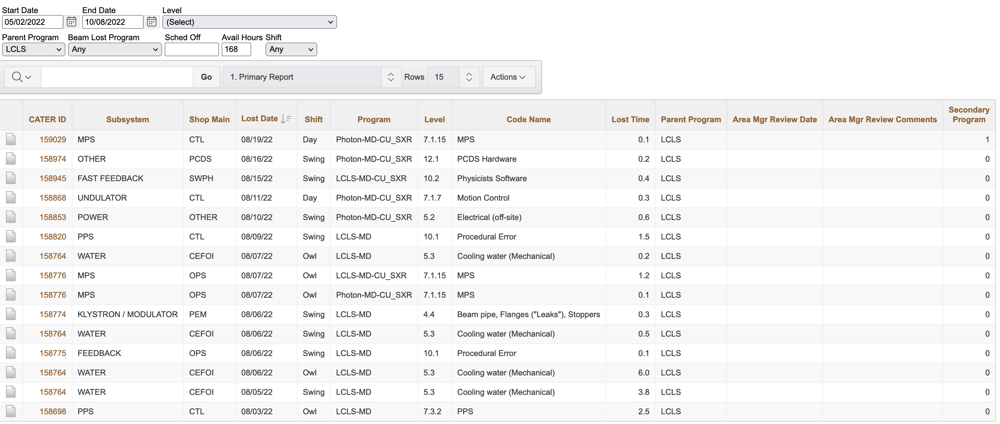 Start Date End Date Level
05/02/2022 10/08/2022 (Select)
Parent Program Beam Lost Program Sched Off Avail Hours Shift
LCLS Any 168 Any
Go 1. Primary Report Rows 15 Actions
CATER ID Subsystem Shop Main Lost Date Shift Program Level Code Name Lost Time Parent Program Area Mgr Review Date Area Mgr Review Comments Secondary Program
159029 MPS CTL 08/19/22 Day Photon-MD-CU_SXR 7.1.15 MPS 0.1 LCLS 1
158974 OTHER PCDS 08/16/22 Swing Photon-MD-CU_SXR 12.1 PCDS Hardware 0.2 LCLS 0
158945 FAST FEEDBACK SWPH 08/15/22 Swing LCLS-MD-CU_SXR 10.2 Physicists Software 0.4 LCLS 0
158868 UNDULATOR CTL 08/11/22 Day Photon-MD-CU_SXR 7.1.7 Motion Control 0.3 LCLS 0
158853 POWER OTHER 08/10/22 Swing Photon-MD-CU_SXR 5.2 Electrical (off-site) 0.6 LCLS 0
158820 PPS CTL 08/09/22 Swing LCLS-MD 10.1 Procedural Error 1.5 LCLS 0
158764 WATER CEFOI 08/07/22 Owl LCLS-MD 5.3 Cooling water (Mechanical) 0.2 LCLS 0
158776 MPS OPS 08/07/22 Owl LCLS-MD-CU_SXR 7.1.15 MPS 1.2 LCLS 0
158776 MPS OPS 08/07/22 Owl Photon-MD-CU_SXR 7.1.15 MPS 0.1 LCLS 0
158774 KLYSTRON / MODULATOR PEM 08/06/22 Swing LCLS-MD 4.4 Beam pipe, Flanges ("Leaks"), Stoppers 0.3 LCLS 0
158764 WATER CEFOI 08/06/22 Swing LCLS-MD 5.3 Cooling water (Mechanical) 0.5 LCLS 0
158775 FEEDBACK OPS 08/06/22 Swing LCLS-MD 10.1 Procedural Error 0.1 LCLS 0
158764 WATER CEFOI 08/06/22 Owl LCLS-MD 5.3 Cooling water (Mechanical) 6.0 LCLS 0
158764 WATER CEFOI 08/05/22 Swing LCLS-MD 5.3 Cooling water (Mechanical) 3.8 LCLS 0
158698 PPS CTL 08/03/22 Owl LCLS-MD 7.3.2 PPS 2.5 LCLS 0